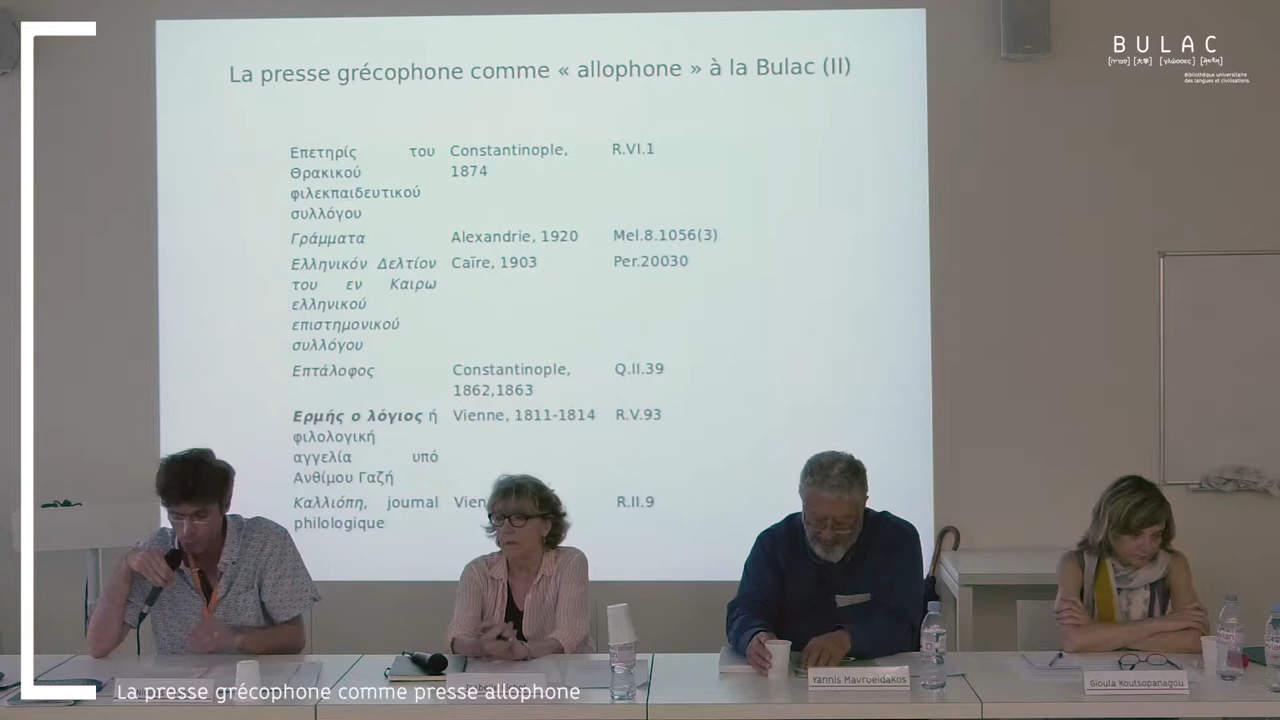 BULAC
Bibliothèque universitaire
des langues et civilisations
La presse grécophone comme « allophone » à la Bulac (II)
Επετηρίς του Constantinople, R.VI.1
Θρακικού 1874
φιλεκπαιδευτικού
συλλόγου
Γράμματα Alexandrie, 1920 Mel.8.1056(3)
Ελληνικόν Δελτίον Caïre, 1903 Per.20030
του εν Καιρω
ελληνικού
επιστημονικού
συλλόγου
Επτάλοφος Constantinople, Q.II.39
1862,1863
Ερμής ο λόγιος ή Vienne, 1811-1814 R.V.93
φιλολογική
αγγελία υπό
Ανθίμου Γαζή
Καλλιόπη, journal R.II.9
philologique
Yannis Mavroeidakos
Gioula Koutsopanagou
La presse grécophone comme presse allophone